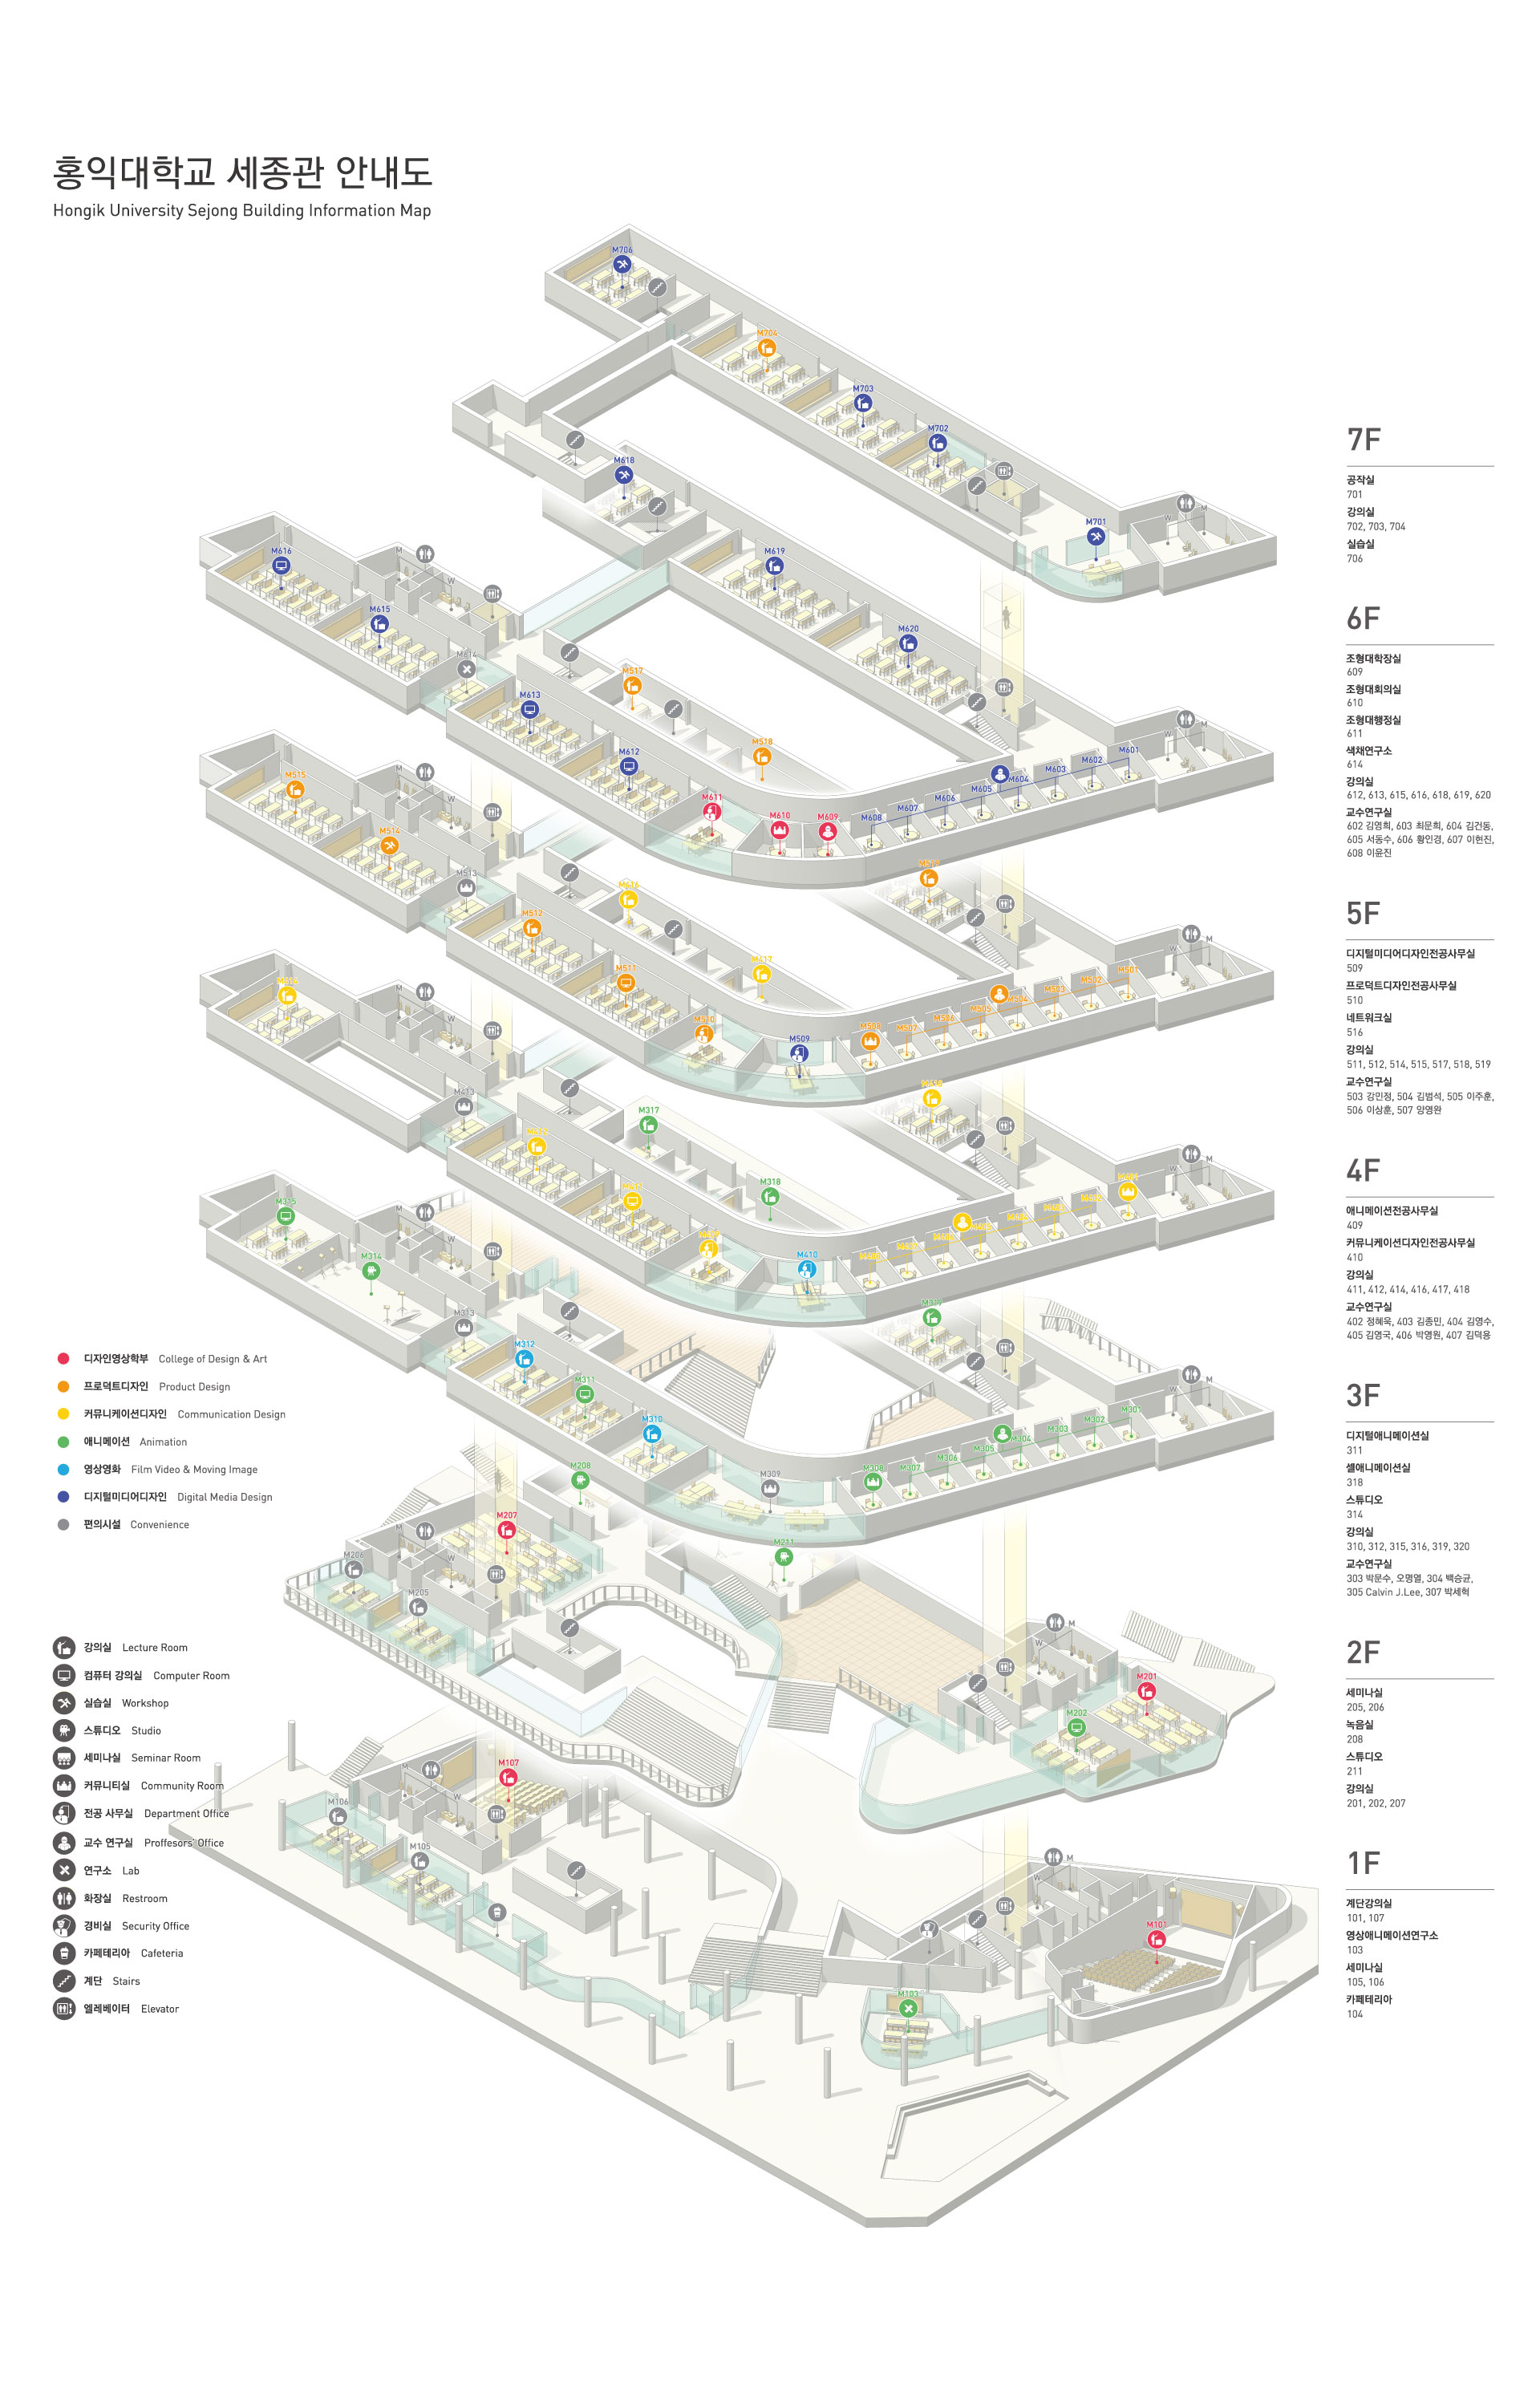 홍익대학교 세종관 안내도
Hongik University Sejong Building Information Map
M706
M704
M703
M702
M701
W
M
M618
M619
M620
M616
M
W
M615
M614
M613
M612
M611
M610
M609
M608
M607
M606
M605
M604
M603
M602
M601
W
M
M517
M518
M515
M
W
M514
M513
M512
M511
M510
M509
M507
M506
M505
M504
M503
M502
M501
W
M
M416
M417
M
W
M413
M412
M411
M410
W
M
M317
M318
M315
M
W
M314
M313
M312
M311
M310
M309
M308
M307
M306
M305
M304
M303
M302
M301
W
M
M208
M207
M
W
M206
M205
M211
W
M
M201
M202
M107
M
W
M106
M105
M
W
M101
M103
디자인영상학부 College of Design & Art
프로덕트디자인 Product Design
커뮤니케이션디자인 Communication Design
애니메이션 Animation
영상영화 Film Video & Moving Image
디지털미디어디자인 Digital Media Design
편의시설 Convenience
강의실 Lecture Room
컴퓨터 강의실 Computer Room
실습실 Workshop
스튜디오 Studio
세미나실 Seminar Room
커뮤니티실 Community Room
전공 사무실 Department Office
교수 연구실 Proffesors' Office
연구소 Lab
화장실 Restroom
경비실 Security Office
카페테리아 Cafeteria
계단 Stairs
엘레베이터 Elevator
7F
공작실
701
강의실
702, 703, 704
실습실
706
6F
조형대학장실
609
조형대회의실
610
조형대행정실
611
색채연구소
614
강의실
612, 613, 615, 616, 618, 619, 620
교수연구실
602 김영희, 603 최문희, 604 김건동,
605 서동수, 606 황인경, 607 이현진,
608 이윤진
5F
디지털미디어디자인전공사무실
509
프로덕트디자인전공사무실
510
네트워크실
516
강의실
511, 512, 514, 515, 517, 518, 519
교수연구실
503 강민정, 504 김범석, 505 이주훈,
506 이상훈, 507 양영완
4F
애니메이션전공사무실
409
커뮤니케이션디자인전공사무실
410
강의실
411, 412, 414, 416, 417, 418
교수연구실
402 정혜욱, 403 김종민, 404 김영수,
405 김영국, 406 박영원, 407 김덕용
3F
디지털애니메이션실
311
셀애니메이션실
318
스튜디오
314
강의실
310, 312, 315, 316, 319, 320
교수연구실
303 박문수, 오명열, 304 백승균,
305 Calvin J.Lee, 307 박세혁
2F
세미나실
205, 206
녹음실
208
스튜디오
211
강의실
201, 202, 207
1F
계단강의실
101, 107
영상애니메이션연구소
103
세미나실
105, 106
카페테리아
104